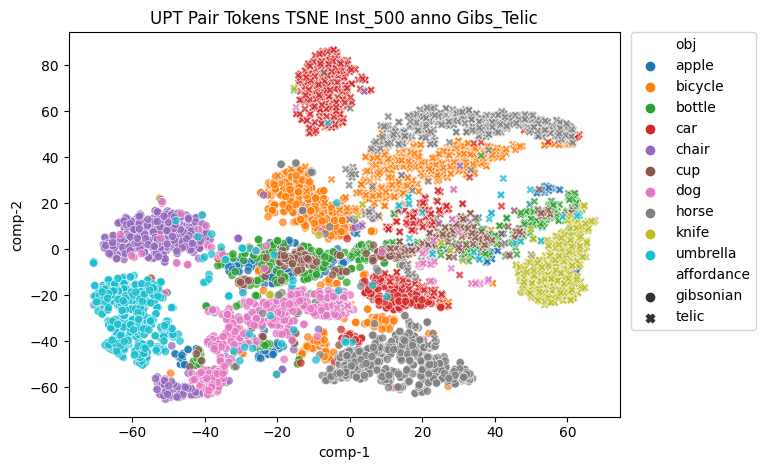 UPT Pair Tokens TSNE Inst_500 anno Gibs_Telic
comp-2
80
60
40
20
0
−20
−40
−60
−60
−40
−20
0
20
40
60
comp-1
obj
apple
bicycle
bottle
car
chair
cup
dog
horse
knife
umbrella
affordance
gibsonian
telic